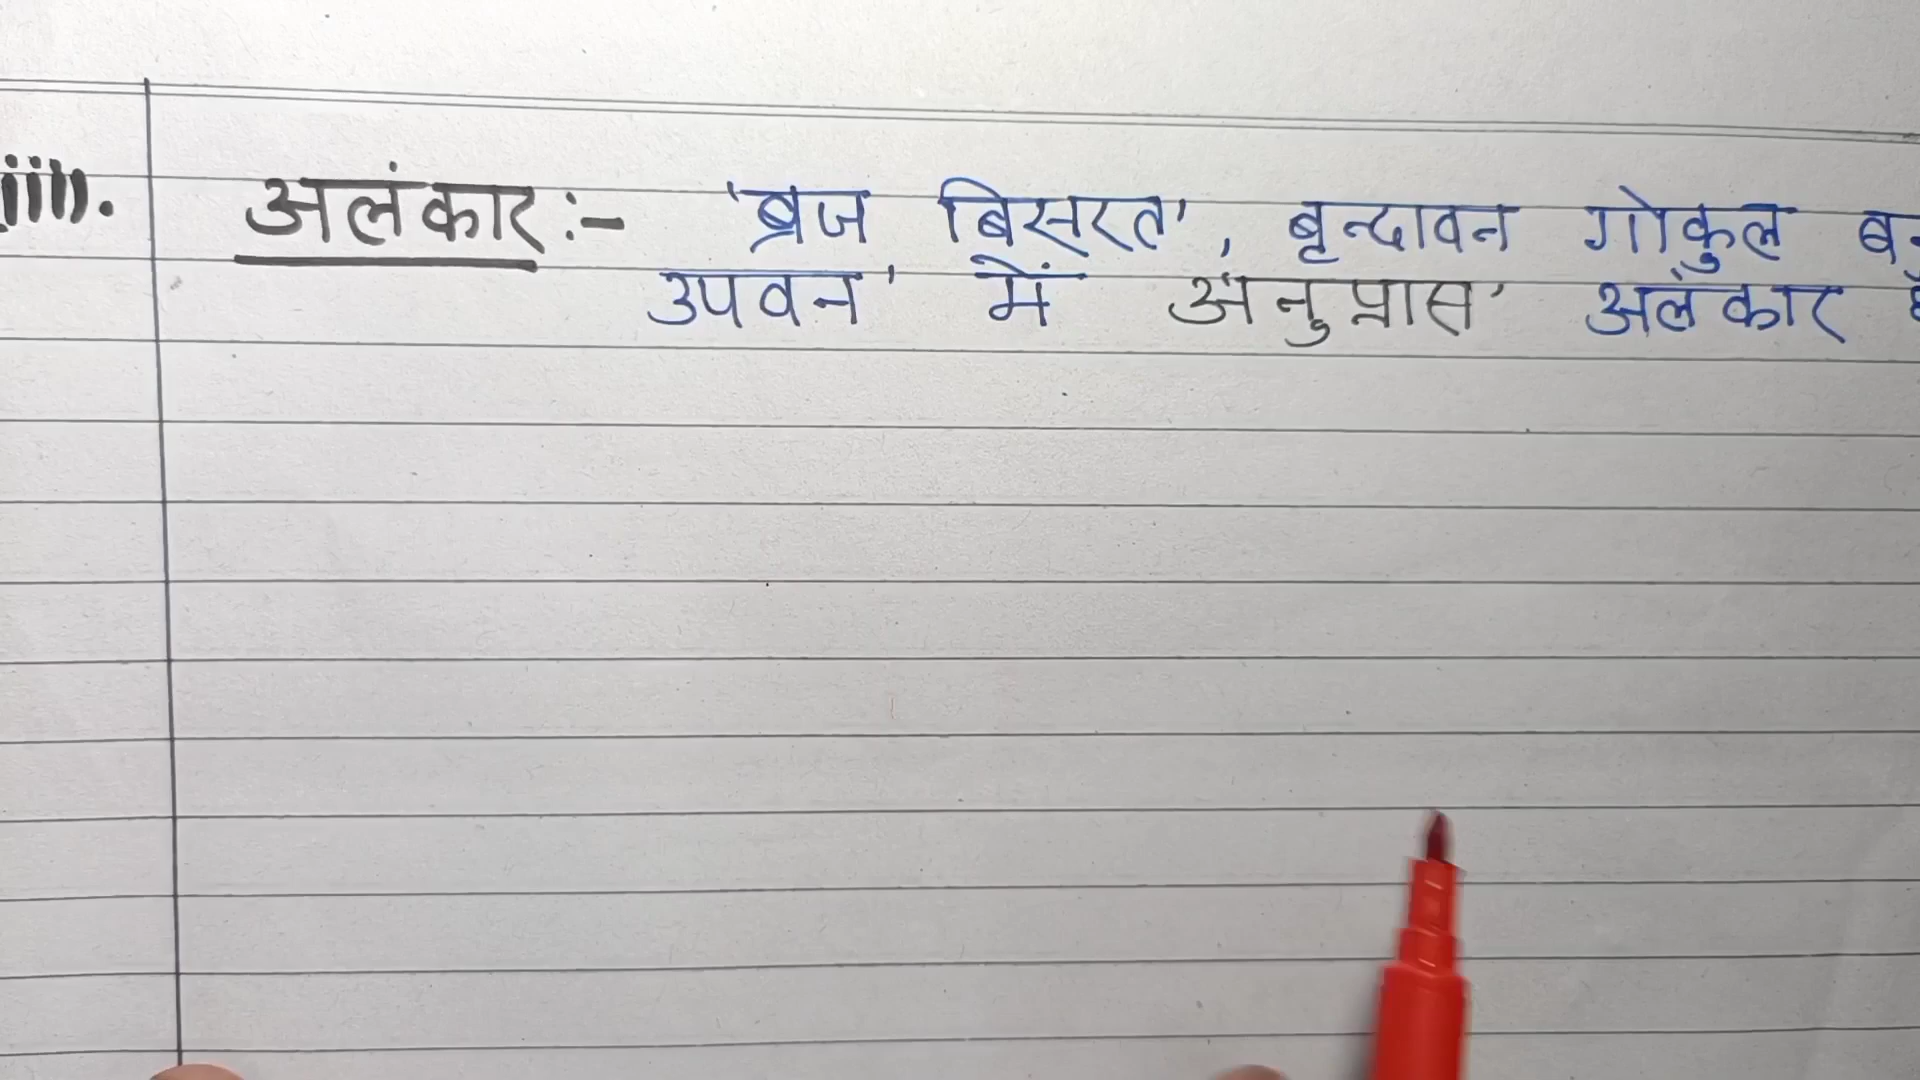 iii). अलंकार :- 'ब्रज बिसरत', बृन्दावन गोकुल
उपवन' में 'अनुप्रास' अलंकार